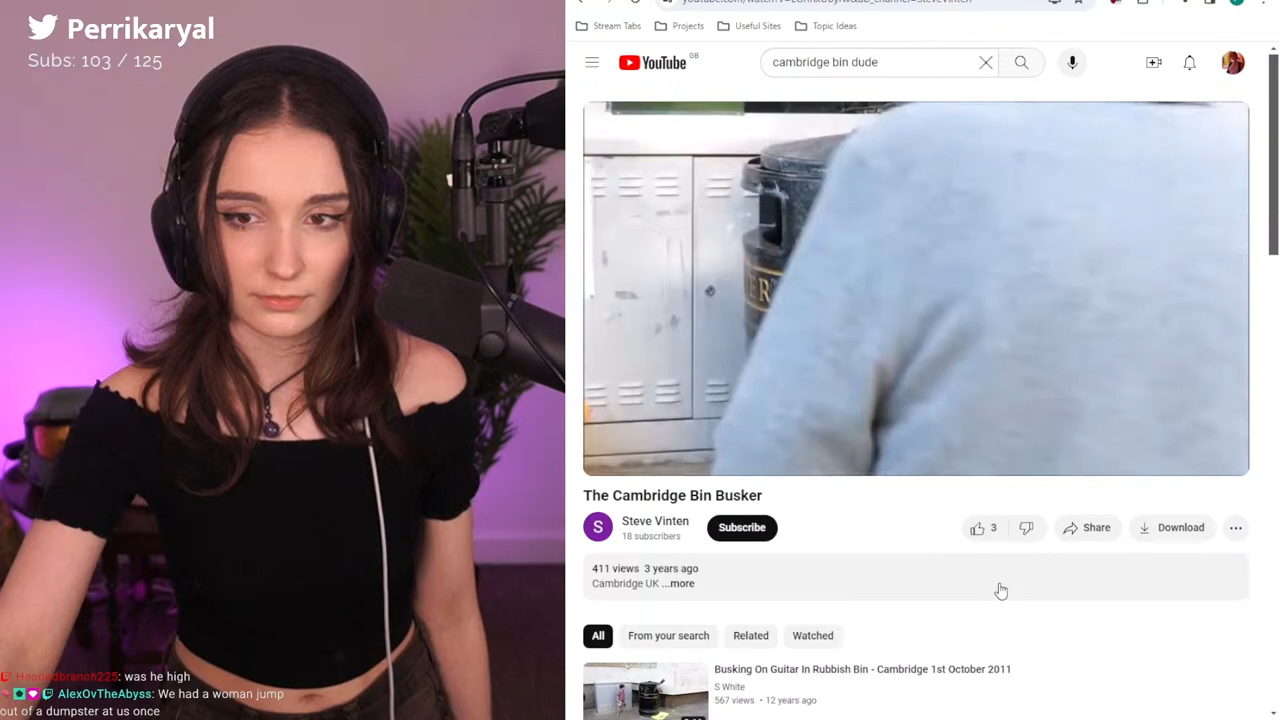 Perrikaryal
Subs: 103 / 125
Stream Tabs
Projects
Useful Sites
Topic Ideas
YouTube GB
cambridge bin dude
The Cambridge Bin Busker
S
Steve Vinten
18 subscribers
Subscribe
3
Share
Download
411 views 3 years ago
Cambridge UK ...more
All
From your search
Related
Watched
Busking On Guitar In Rubbish Bin - Cambridge 1st October 2011
S White
567 views • 12 years ago
Headedbranch225: was he high
AlexOvTheAbyss: We had a woman jump
out of a dumpster at us once